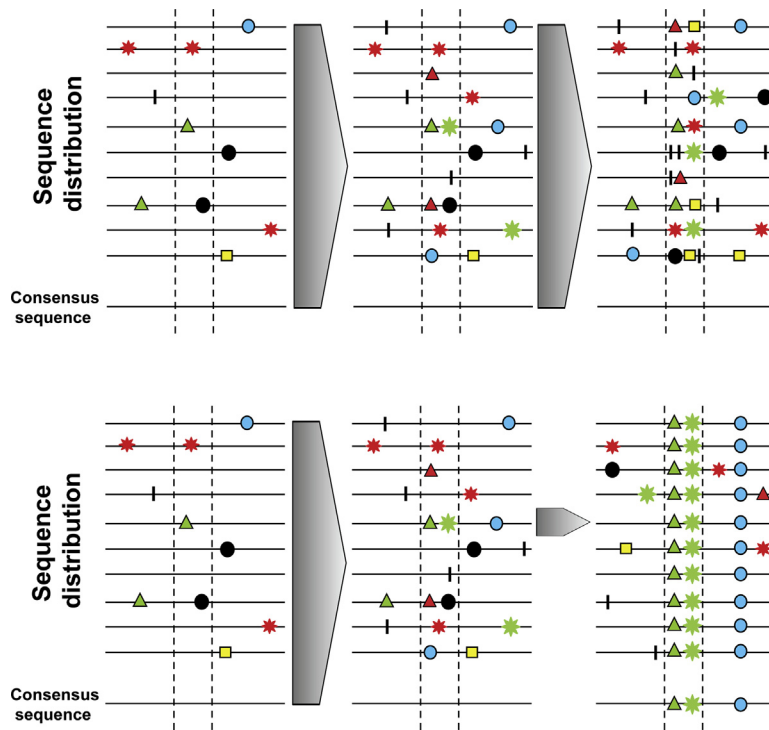 Sequence
distribution
Consensus
sequence
Sequence
distribution
Consensus
sequence